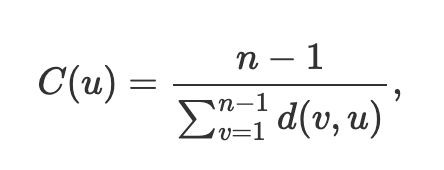 C(u) = \frac{n - 1}{\sum_{v=1}^{n-1} d(v, u)},